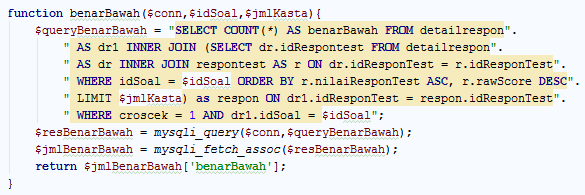 function benarBawah($conn,$idSoal,$jmlKasta){
$queryBenarBawah = "SELECT COUNT(*) AS benarBawah FROM detailrespon".
" AS dr1 INNER JOIN (SELECT dr.idRespontest FROM detailrespon".
" AS dr INNER JOIN respontest AS r ON dr.idResponTest = r.idResponTest".
" WHERE idSoal = $idSoal ORDER BY r.nilaiResponTest ASC, r.rawScore DESC".
" LIMIT $jmlKasta) as respon ON dr1.idResponTest = respon.idResponTest".
" WHERE croscek = 1 AND dr1.idSoal = $idSoal";
$resBenarBawah = mysqli_query($conn,$queryBenarBawah);
$jmlBenarBawah = mysqli_fetch_assoc($resBenarBawah);
return $jmlBenarBawah['benarBawah'];
}